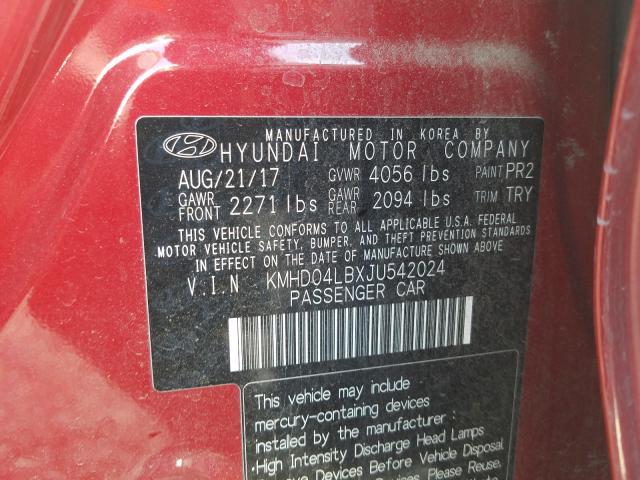 MANUFACTURED IN KOREA BY
HYUNDAI MOTOR COMPANY
AUG/21/17 GVWR 4056 lbs PAINT PR2
GAWR FRONT 2271 lbs GAWR REAR 2094 lbs TRIM TRY
THIS VEHICLE CONFORMS TO ALL APPLICABLE U.S.A. FEDERAL
MOTOR VEHICLE SAFETY, BUMPER, AND THEFT PREVENTION STANDARDS
IN EFFECT ON THE DATE OF MANUFACTURE SHOWN ABOVE.
V.I.N KMHD04LBXJU542024
PASSENGER CAR
This vehicle may include
mercury-containing devices
installed by the manufacturer :
·High Intensity Discharge Head Lamps
Devices Before Vehicle Disposal.
Devices, Please Reuse,